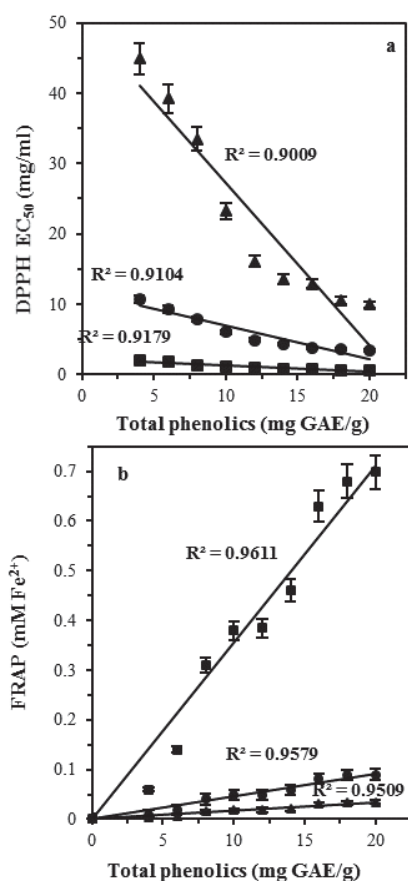 50
a
40
R² = 0.9009
30
DPPH EC₅₀ (mg/ml)
20
R² = 0.9104
10
R² = 0.9179
0
0 5 10 15 20
Total phenolics (mg GAE/g)
b
0.7
0.6
R² = 0.9611
0.5
0.4
FRAP (mM Fe²⁺)
0.3
0.2
R² = 0.9579
0.1
R² = 0.9509
0
0 5 10 15 20
Total phenolics (mg GAE/g)